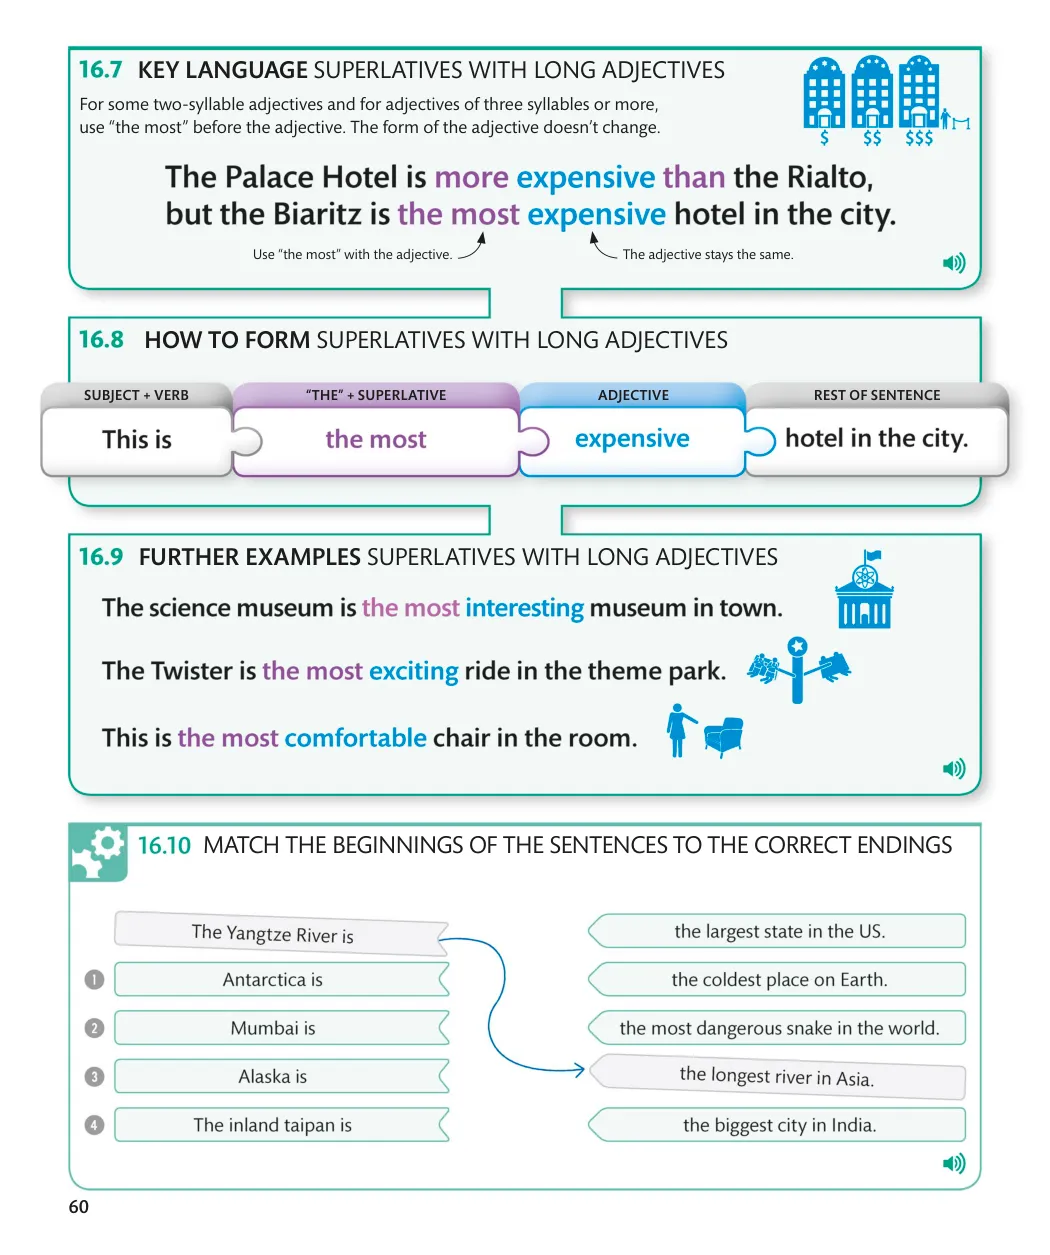 16.7 KEY LANGUAGE SUPERLATIVES WITH LONG ADJECTIVES
For some two-syllable adjectives and for adjectives of three syllables or more,
use “the most” before the adjective. The form of the adjective doesn’t change.
$ $$ $$$
The Palace Hotel is more expensive than the Rialto,
but the Biaritz is the most expensive hotel in the city.
Use “the most” with the adjective. The adjective stays the same.
16.8 HOW TO FORM SUPERLATIVES WITH LONG ADJECTIVES
SUBJECT + VERB “THE” + SUPERLATIVE ADJECTIVE REST OF SENTENCE
This is the most expensive hotel in the city.
16.9 FURTHER EXAMPLES SUPERLATIVES WITH LONG ADJECTIVES
The science museum is the most interesting museum in town.
The Twister is the most exciting ride in the theme park.
This is the most comfortable chair in the room.
16.10 MATCH THE BEGINNINGS OF THE SENTENCES TO THE CORRECT ENDINGS
The Yangtze River is the largest state in the US.
1 Antarctica is the coldest place on Earth.
2 Mumbai is the most dangerous snake in the world.
3 Alaska is the longest river in Asia.
4 The inland taipan is the biggest city in India.
60